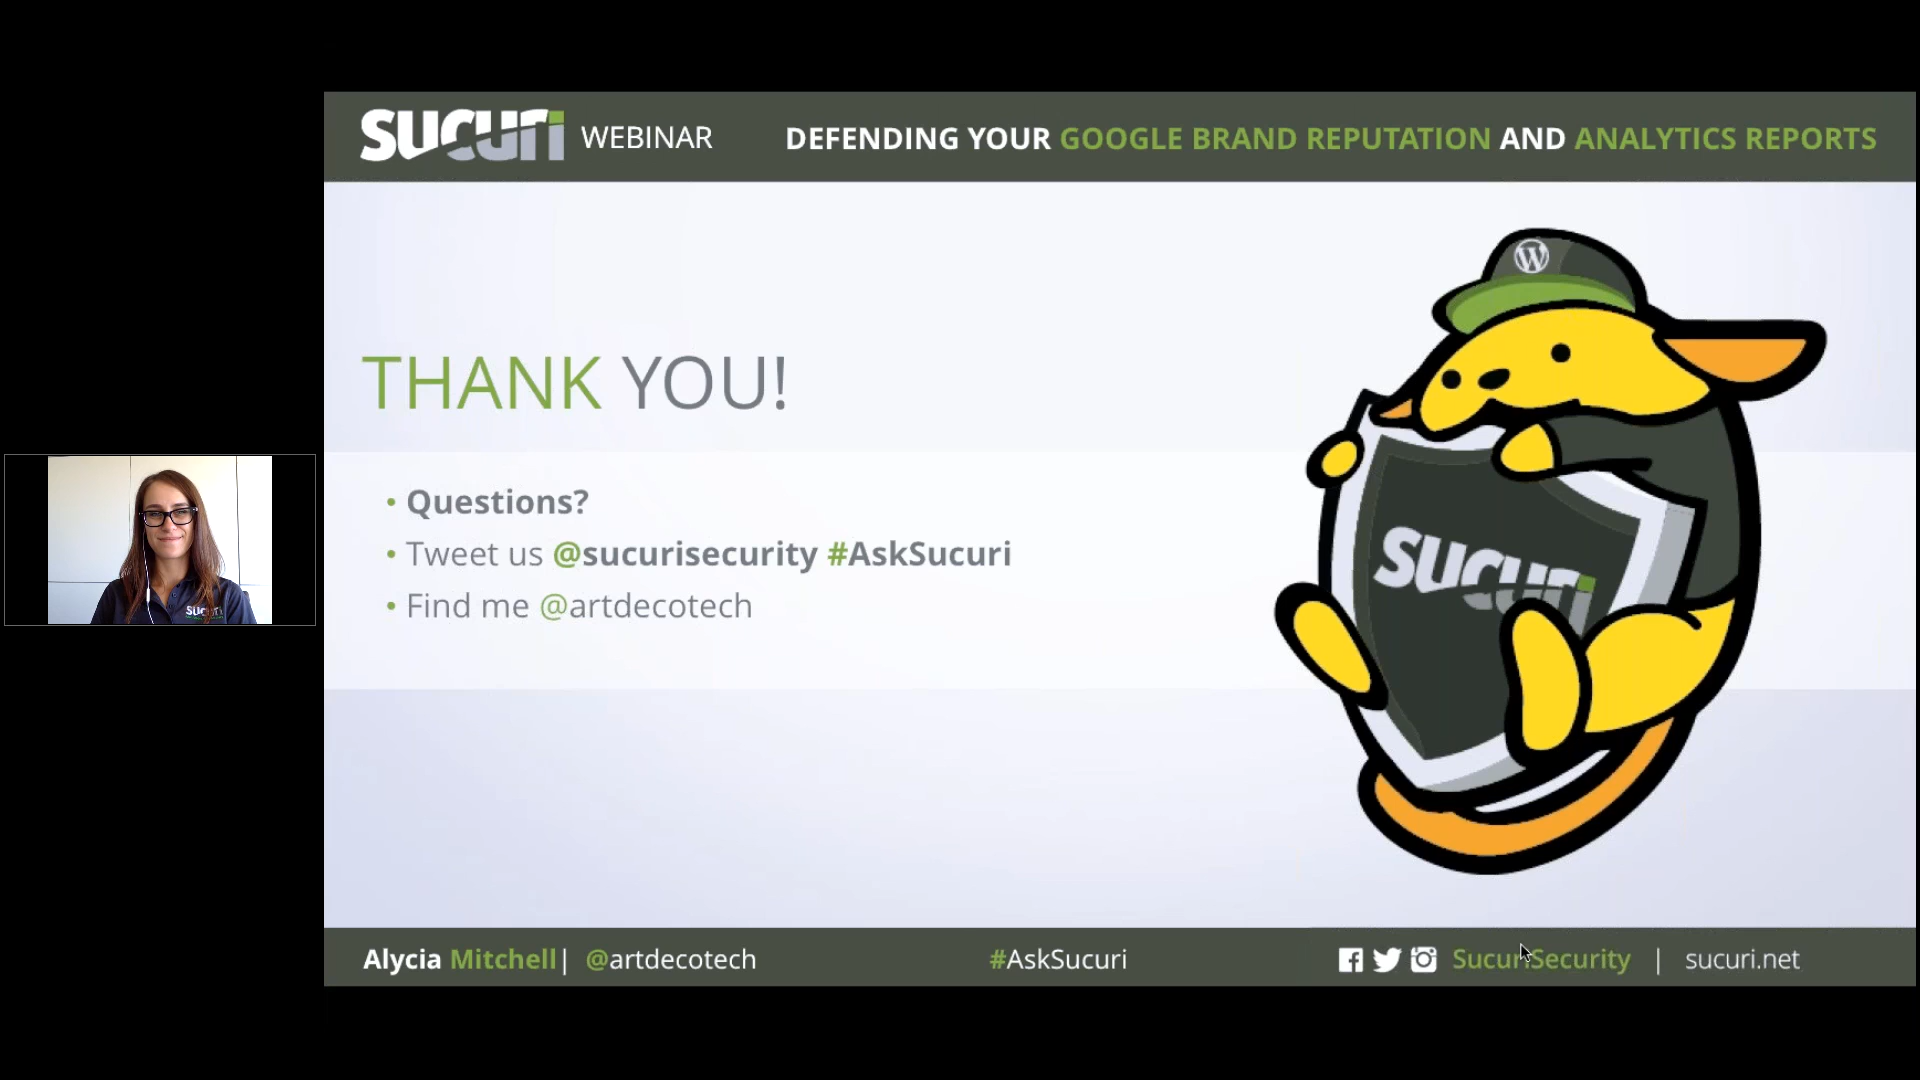 SUCURI WEBINAR DEFENDING YOUR GOOGLE BRAND REPUTATION AND ANALYTICS REPORTS
THANK YOU!
• Questions?
• Tweet us @sucurisecurity #AskSucuri
• Find me @artdecotech
SUCURI
SUCURI
Alycia Mitchell | @artdecotech #AskSucuri SucuriSecurity | sucuri.net